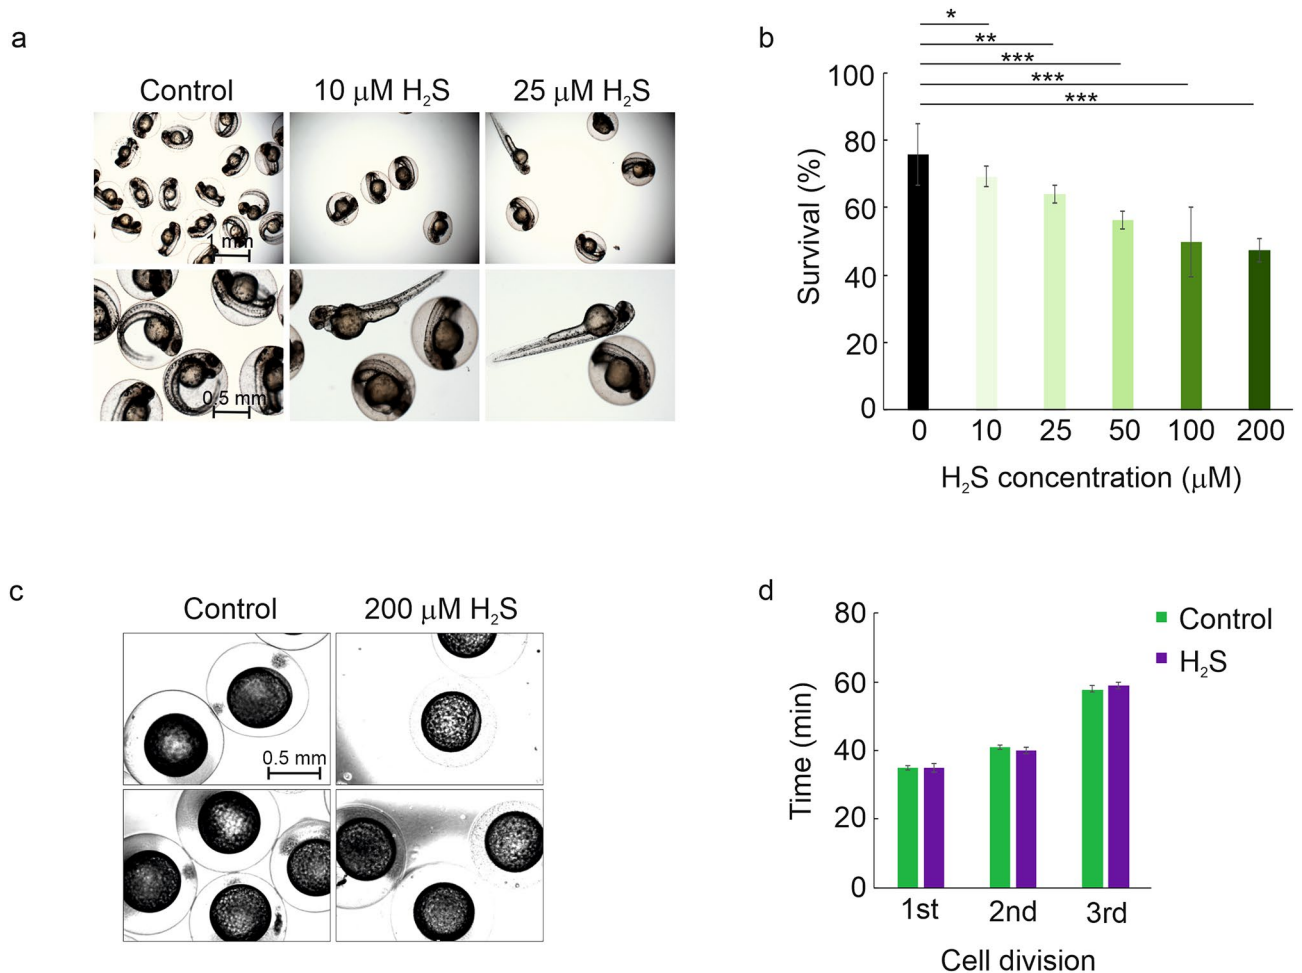 a
Control
10 μM H₂S
25 μM H₂S
1 mm
0.5 mm
b
*
**
***
***
***
100
80
60
40
20
0
Survival (%)
0 10 25 50 100 200
H₂S concentration (μM)
c
Control
200 μM H₂S
0.5 mm
d
80
60
40
20
0
Time (min)
Control
H₂S
1st 2nd 3rd
Cell division